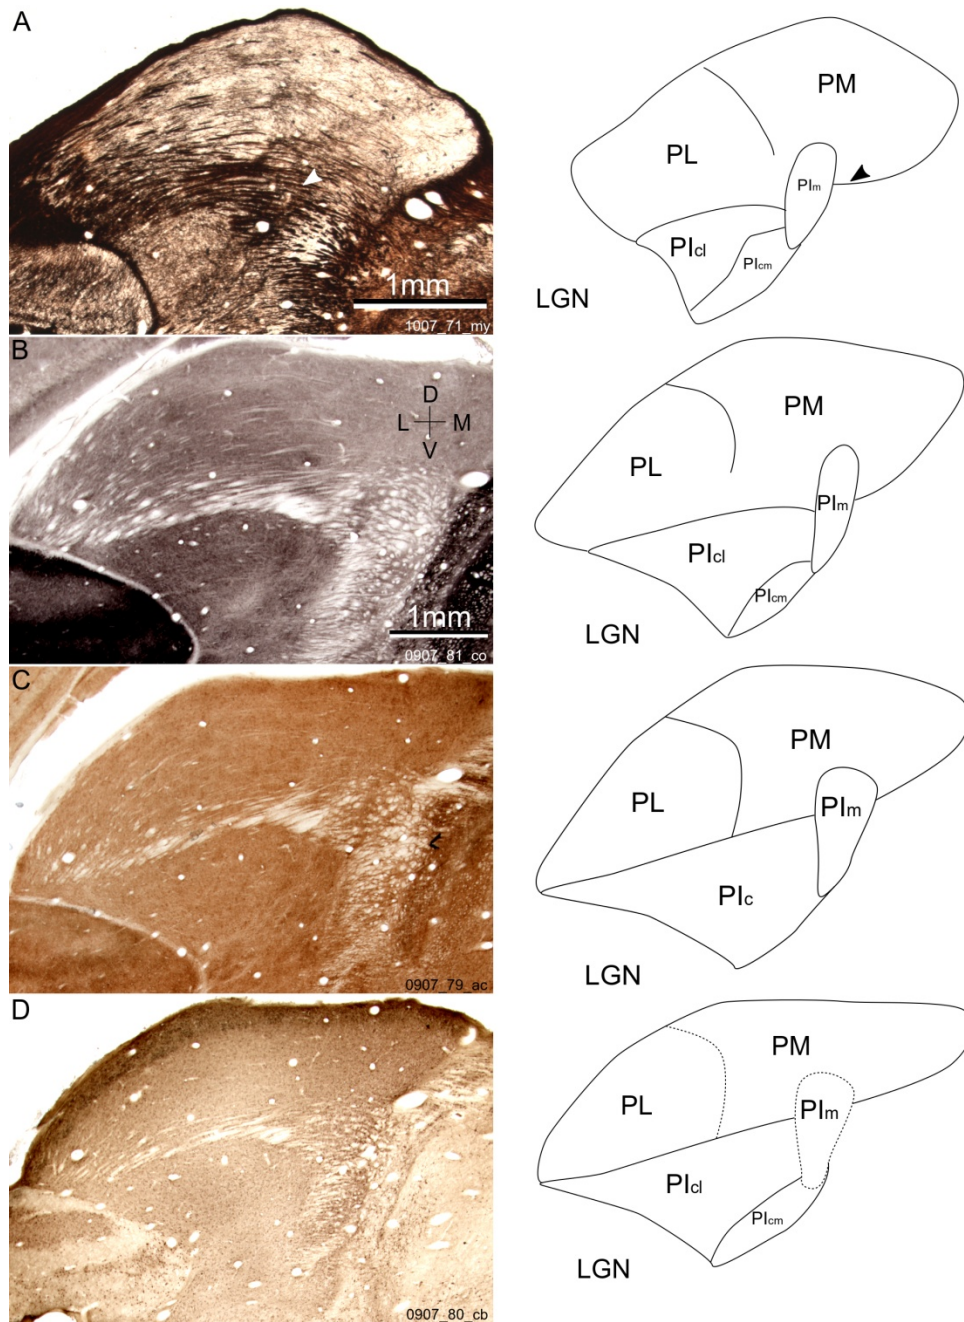 A
PM
PL
PIm
PIcl
PIcm
LGN
1mm
1007_71_my
B
D
L M
V
PM
PL
PIm
PIcl
PIcm
LGN
1mm
0907_81_co
C
PM
PL
PIm
PIc
LGN
0907_79_ac
D
PM
PL
PIm
PIcl
PIcm
LGN
0907_80_cb